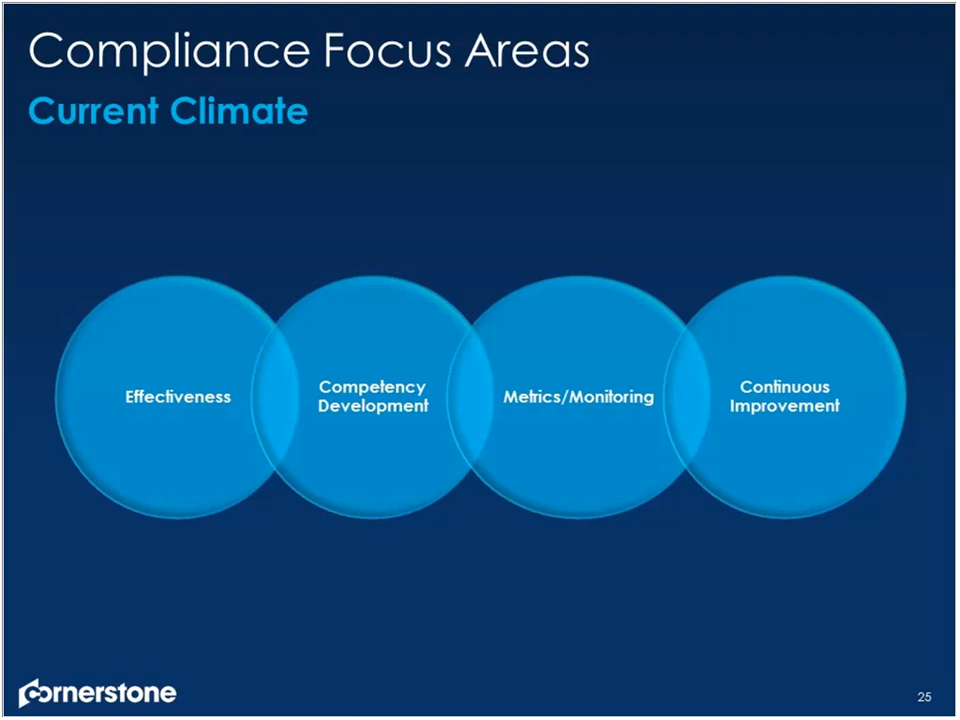 Compliance Focus Areas
Current Climate
Effectiveness
Competency
Development
Metrics/Monitoring
Continuous
Improvement
cornerstone
25